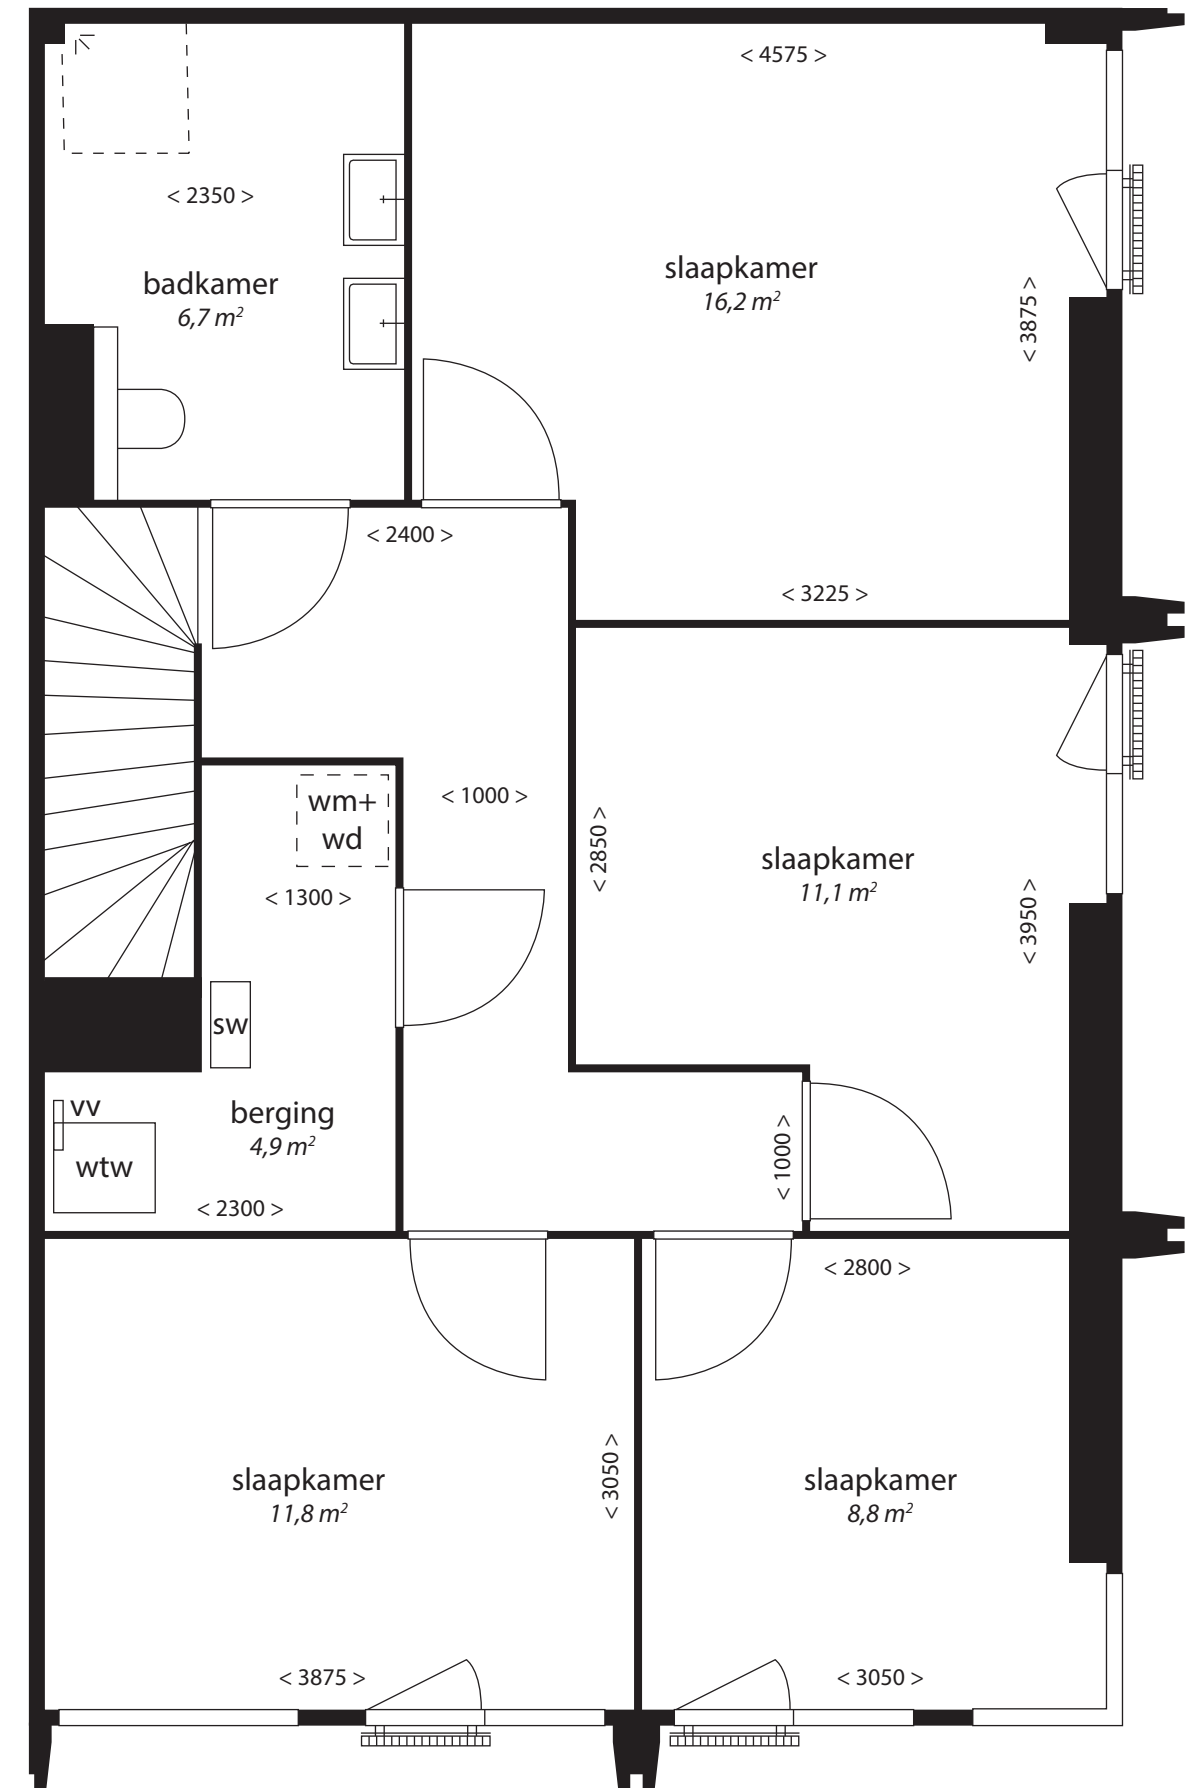 < 4575 >
< 2350 >
badkamer
6,7 m²
slaapkamer
16,2 m²
< 3875 >
< 2400 >
< 3225 >
wm+
wd
< 1000 >
< 1300 >
< 2850 >
slaapkamer
11,1 m²
< 3950 >
sw
vv
wtw
berging
4,9 m²
< 2300 >
< 1000 >
< 2800 >
slaapkamer
11,8 m²
< 3050 >
slaapkamer
8,8 m²
< 3875 >
< 3050 >